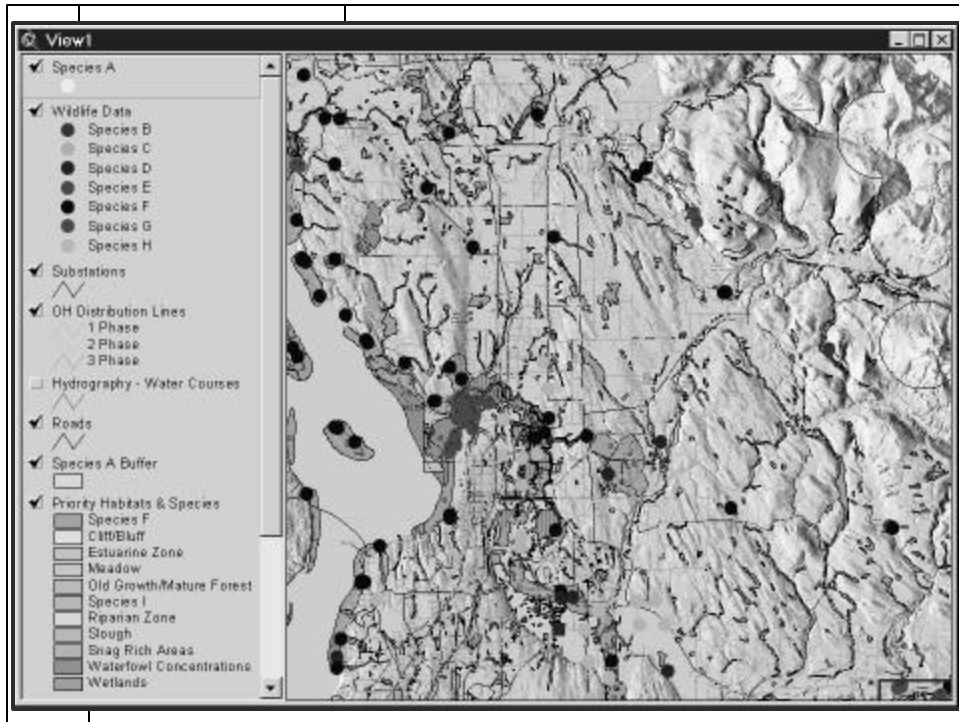 View1
Species A
Wildlife Data
Species B
Species C
Species D
Species E
Species F
Species G
Species H
Substations
OH Distribution Lines
1 Phase
2 Phase
3 Phase
Hydrography - Water Courses
Roads
Species A Buffer
Priority Habitats & Species
Species F
Cliff/Bluff
Estuarine Zone
Meadow
Old Growth/Mature Forest
Species I
Riparian Zone
Slough
Snag Rich Areas
Waterfowl Concentrations
Wetlands